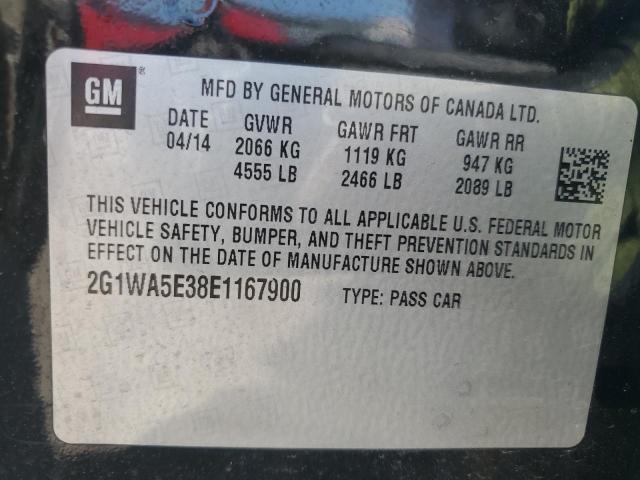 GM ®
MFD BY GENERAL MOTORS OF CANADA LTD.
DATE GVWR GAWR FRT GAWR RR
04/14 2066 KG 1119 KG 947 KG
4555 LB 2466 LB 2089 LB
THIS VEHICLE CONFORMS TO ALL APPLICABLE U.S. FEDERAL MOTOR
VEHICLE SAFETY, BUMPER, AND THEFT PREVENTION STANDARDS IN
EFFECT ON THE DATE OF MANUFACTURE SHOWN ABOVE.
2G1WA5E38E1167900 TYPE: PASS CAR